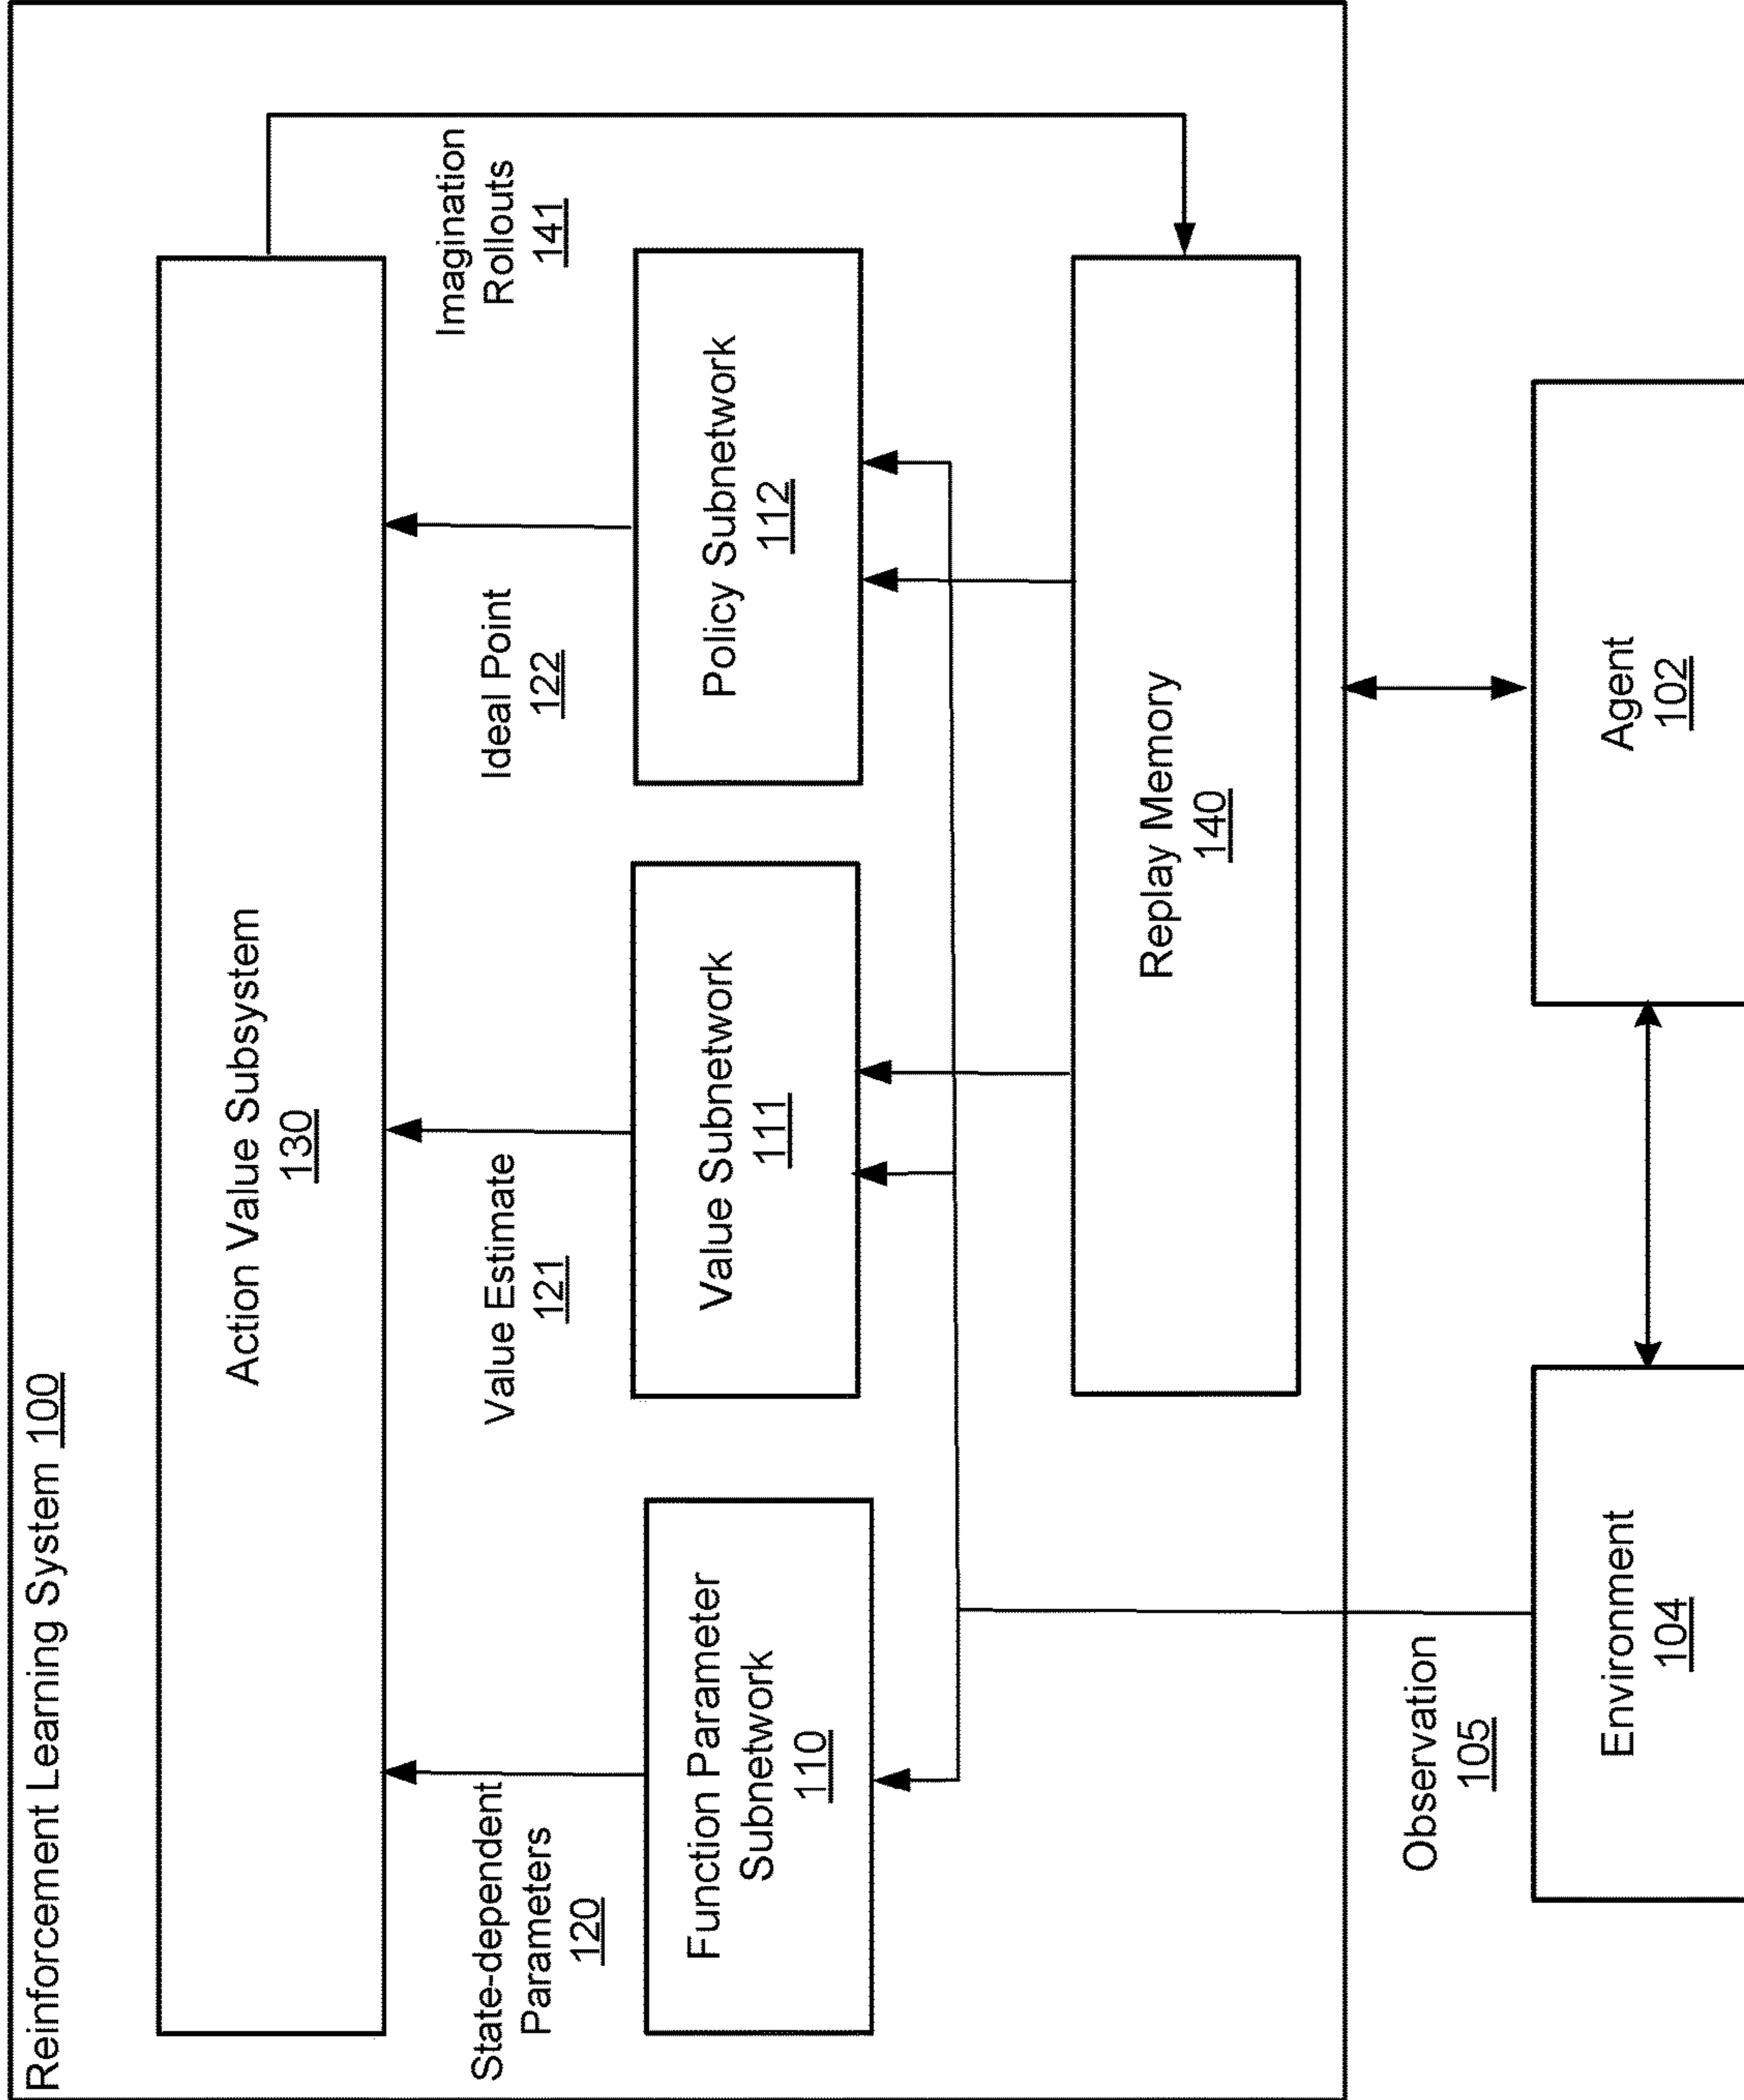 Reinforcement Learning System 100
Action Value Subsystem
130
State-dependent
Parameters
120
Value Estimate
121
Ideal Point
122
Imagination
Rollouts
141
Function Parameter
Subnetwork
110
Value Subnetwork
111
Policy Subnetwork
112
Replay Memory
140
Observation
105
Environment
104
Agent
102